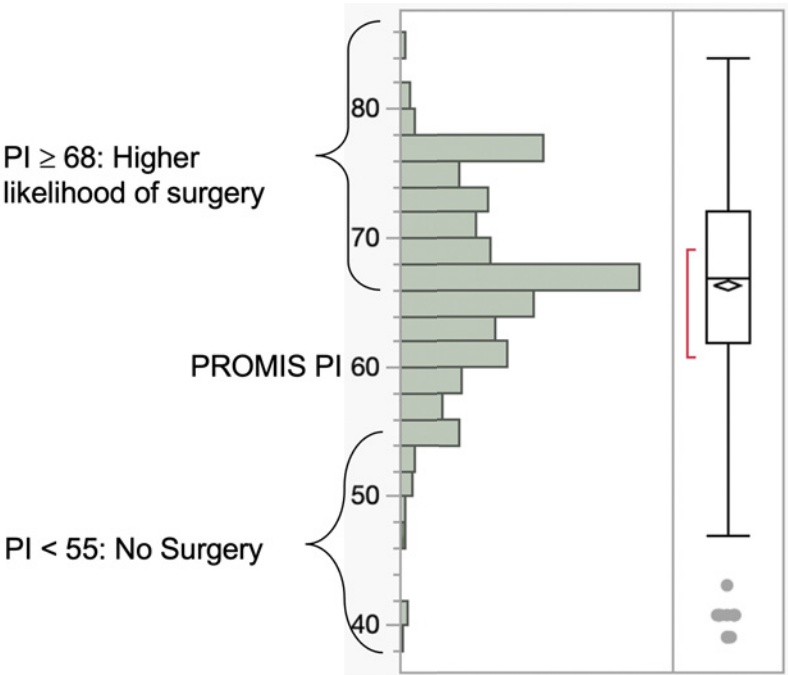 80
PI ≥ 68: Higher
likelihood of surgery
70
PROMIS PI 60
50
PI < 55: No Surgery
40